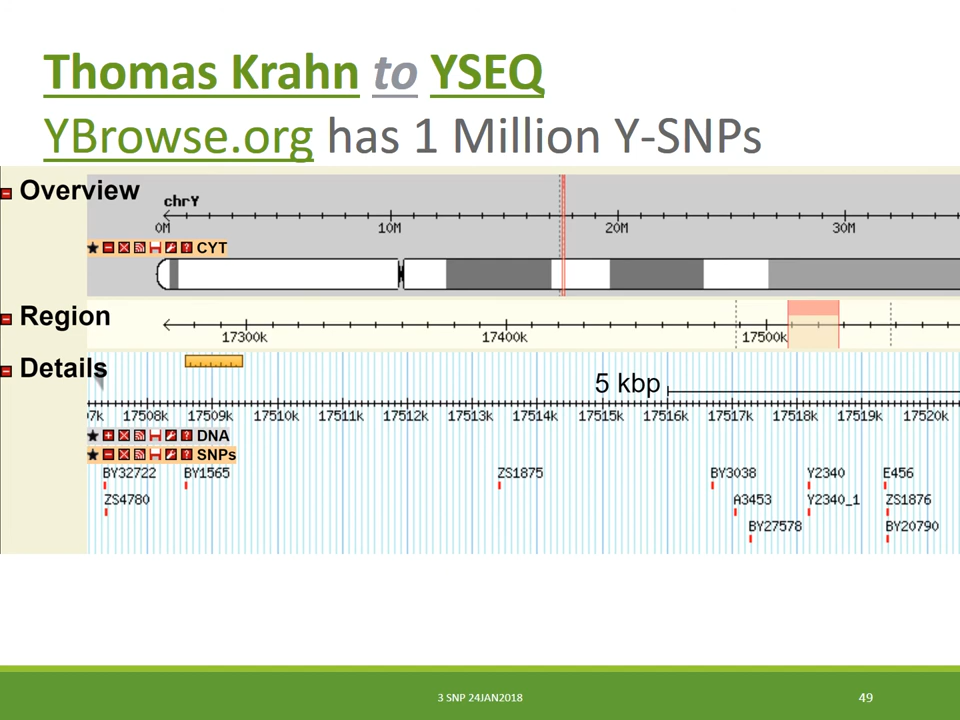 Thomas Krahn to YSEQ
YBrowse.org has 1 Million Y-SNPs
Overview
chrY
0M 10M 20M 30M
CYT
Region
17300k 17400k 17500k
Details
5 kbp
7k 17508k 17509k 17510k 17511k 17512k 17513k 17514k 17515k 17516k 17517k 17518k 17519k 17520k
DNA
SNPs
BY32722 BY1565 ZS1875 BY3038 Y2340 E456
ZS4780 A3453 Y2340_1 ZS1876
BY27578 BY20790
3 SNP 24JAN2018 49